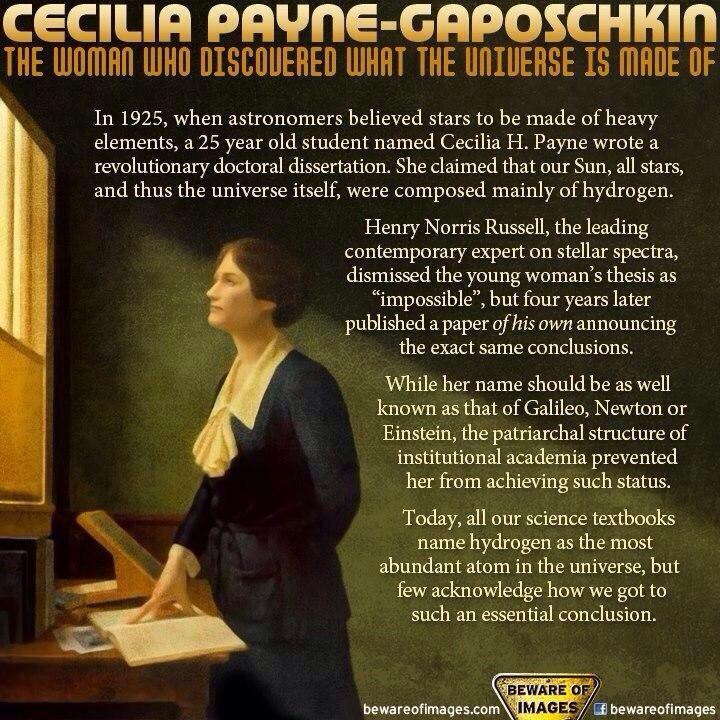 CECILIA PAYNE-GAPOSCHKIN
THE WOMAN WHO DISCOVERED WHAT THE UNIVERSE IS MADE OF
In 1925, when astronomers believed stars to be made of heavy
elements, a 25 year old student named Cecilia H. Payne wrote a
revolutionary doctoral dissertation. She claimed that our Sun, all stars,
and thus the universe itself, were composed mainly of hydrogen.
Henry Norris Russell, the leading
contemporary expert on stellar spectra,
dismissed the young woman's thesis as
“impossible”, but four years later
published a paper of his own announcing
the exact same conclusions.
While her name should be as well
known as that of Galileo, Newton or
Einstein, the patriarchal structure of
institutional academia prevented
her from achieving such status.
Today, all our science textbooks
name hydrogen as the most
abundant atom in the universe, but
few acknowledge how we got to
such an essential conclusion.
BEWARE OF
IMAGES
bewareofimages.com
f bewareofimages